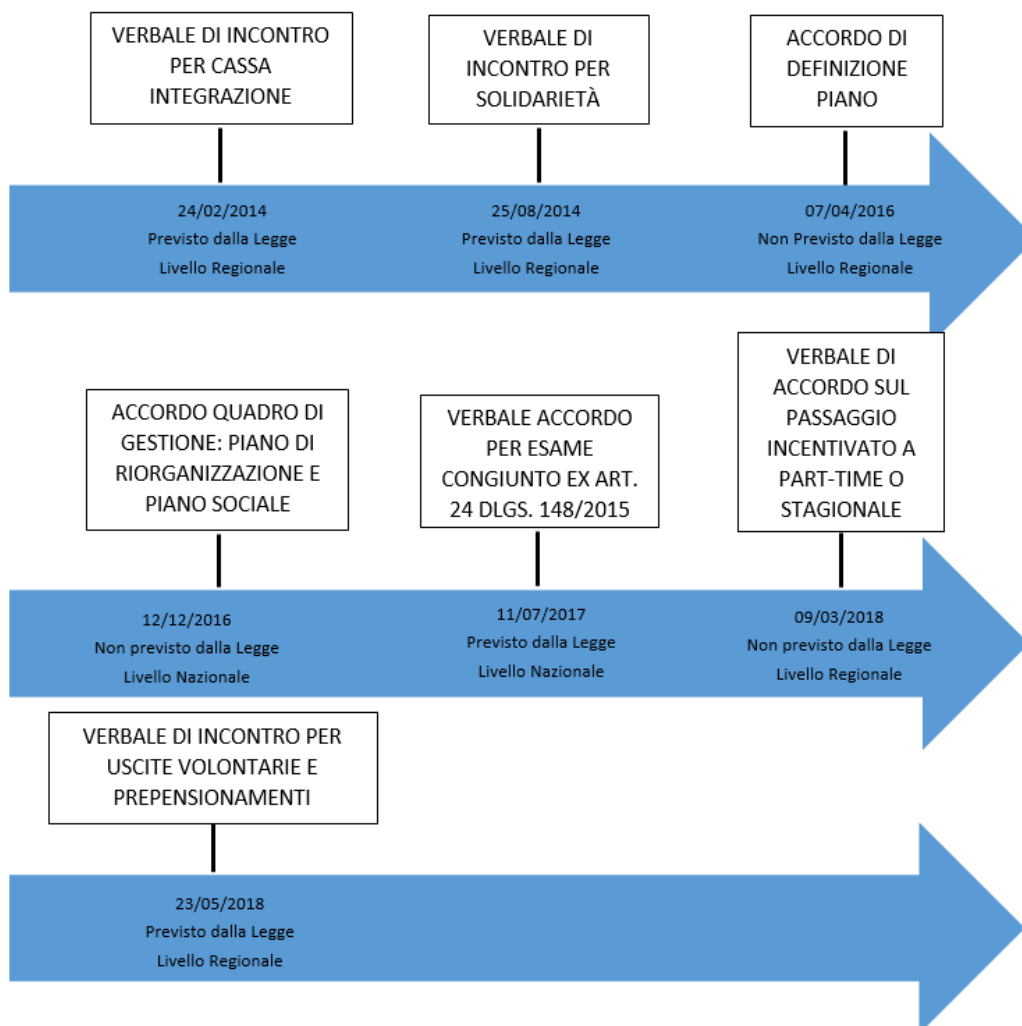 VERBALE DI INCONTRO
PER CASSA
INTEGRAZIONE
VERBALE DI
INCONTRO PER
SOLIDARIETÀ
ACCORDO DI
DEFINIZIONE
PIANO
24/02/2014
Previsto dalla Legge
Livello Regionale
25/08/2014
Previsto dalla Legge
Livello Regionale
07/04/2016
Non Previsto dalla Legge
Livello Regionale
ACCORDO QUADRO DI
GESTIONE: PIANO DI
RIORGANIZZAZIONE E
PIANO SOCIALE
VERBALE ACCORDO
PER ESAME
CONGIUNTO EX ART.
24 DLGS. 148/2015
VERBALE DI
ACCORDO SUL
PASSAGGIO
INCENTIVATO A
PART-TIME O
STAGIONALE
12/12/2016
Non previsto dalla Legge
Livello Nazionale
11/07/2017
Previsto dalla Legge
Livello Nazionale
09/03/2018
Non previsto dalla Legge
Livello Regionale
VERBALE DI INCONTRO PER
USCITE VOLONTARIE E
PREPENSIONAMENTI
23/05/2018
Previsto dalla Legge
Livello Regionale